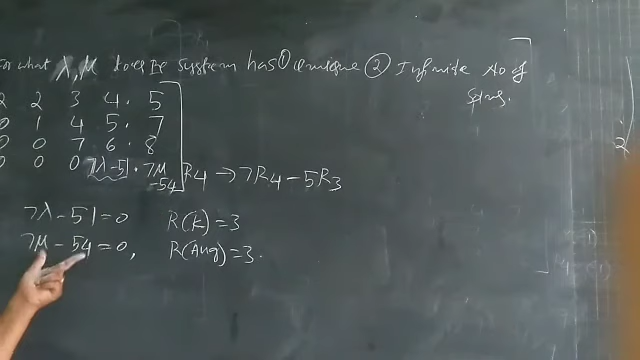 For what λ, μ does the system has ① unique ② Infinite no of
solns.
2 2 3 4 . 5
0 1 4 5 . 7
0 0 7 6 . 8
0 0 0 7λ-51 . 7μ-54
R4 → 7R4 - 5R3
7λ - 51 = 0 R(K) = 3
7μ - 54 = 0, R(Aug) = 3.